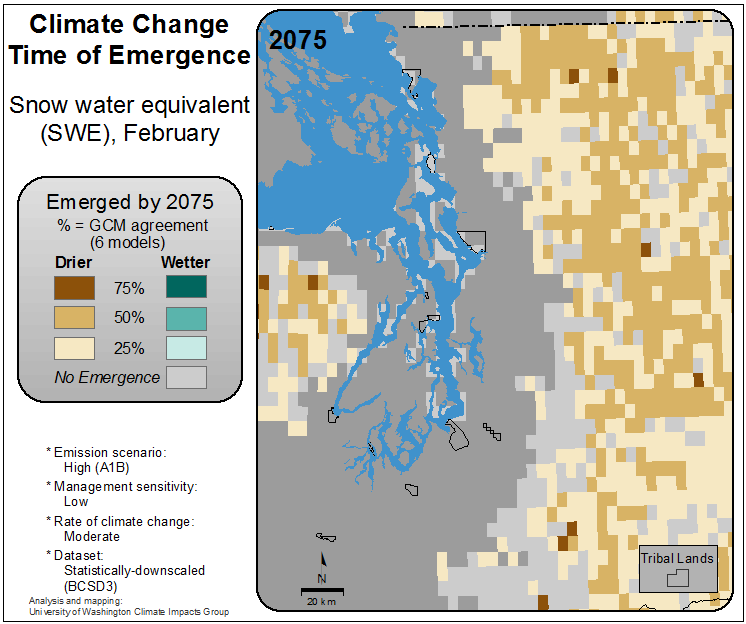 Climate Change
Time of Emergence
Snow water equivalent
(SWE), February
Emerged by 2075
% = GCM agreement
(6 models)
Drier Wetter
75%
50%
25%
No Emergence
* Emission scenario:
High (A1B)
* Management sensitivity:
Low
* Rate of climate change:
Moderate
* Dataset:
Statistically-downscaled
(BCSD3)
Analysis and mapping:
University of Washington Climate Impacts Group
2075
N
20 km
Tribal Lands